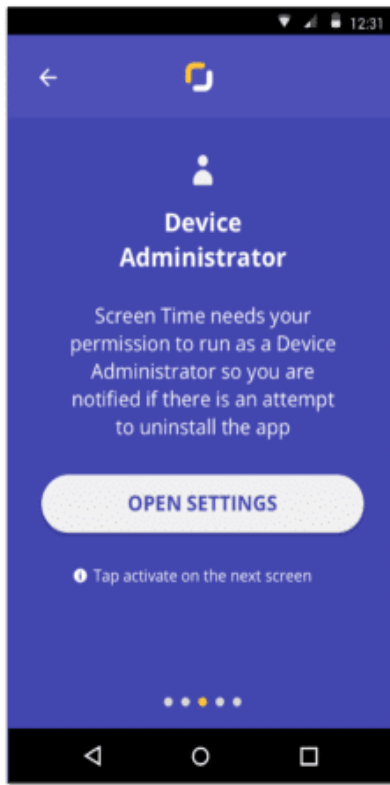 12:31
Device
Administrator
Screen Time needs your
permission to run as a Device
Administrator so you are
notified if there is an attempt
to uninstall the app
OPEN SETTINGS
Tap activate on the next screen